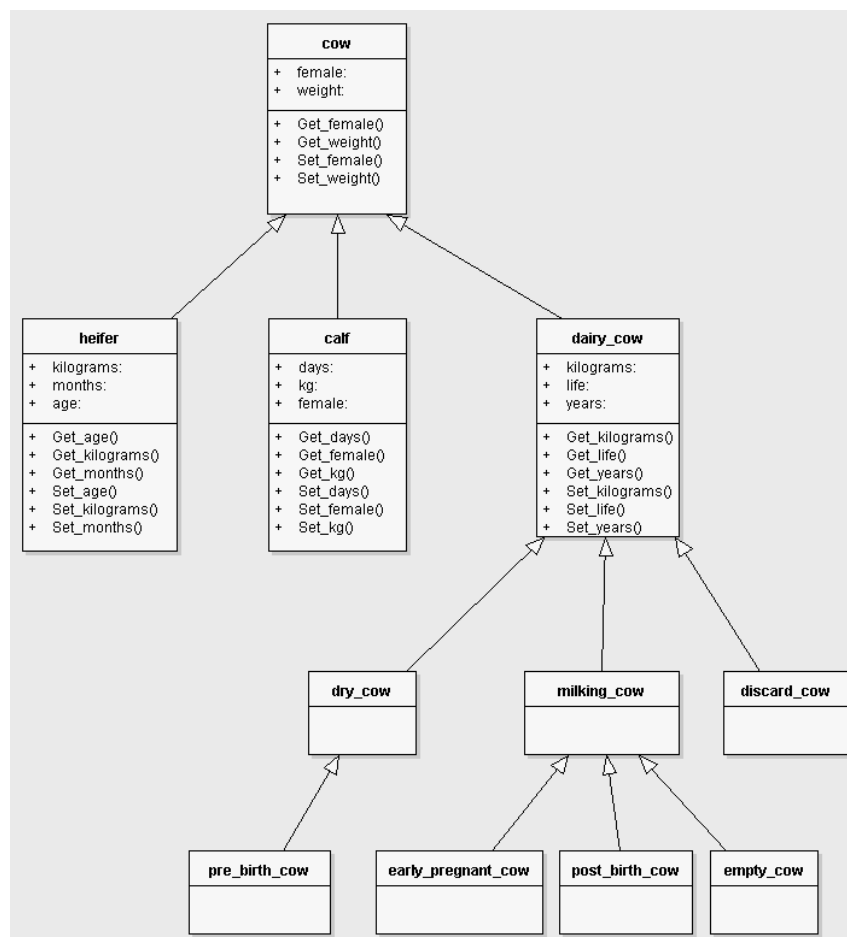 cow
+ female:
+ weight:
+ Get_female()
+ Get_weight()
+ Set_female()
+ Set_weight()
heifer
+ kilograms:
+ months:
+ age:
+ Get_age()
+ Get_kilograms()
+ Get_months()
+ Set_age()
+ Set_kilograms()
+ Set_months()
calf
+ days:
+ kg:
+ female:
+ Get_days()
+ Get_female()
+ Get_kg()
+ Set_days()
+ Set_female()
+ Set_kg()
dairy_cow
+ kilograms:
+ life:
+ years:
+ Get_kilograms()
+ Get_life()
+ Get_years()
+ Set_kilograms()
+ Set_life()
+ Set_years()
dry_cow
milking_cow
discard_cow
pre_birth_cow
early_pregnant_cow
post_birth_cow
empty_cow